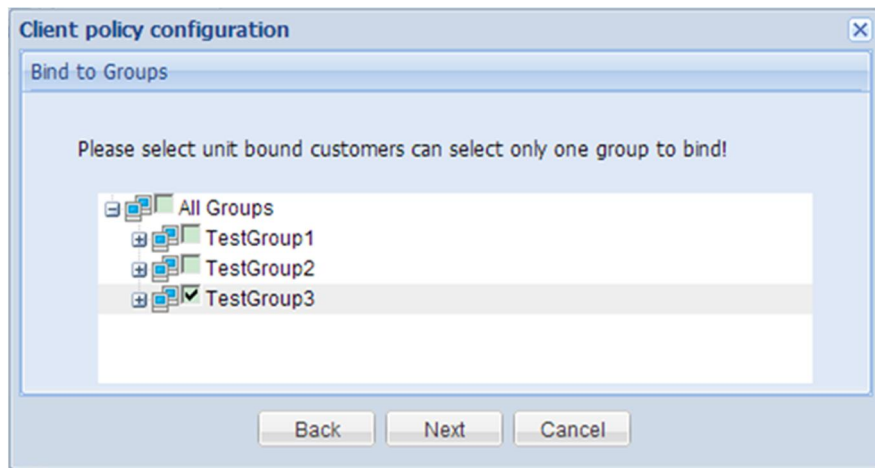 Client policy configuration
Bind to Groups
Please select unit bound customers can select only one group to bind!
All Groups
TestGroup1
TestGroup2
TestGroup3
Back Next Cancel